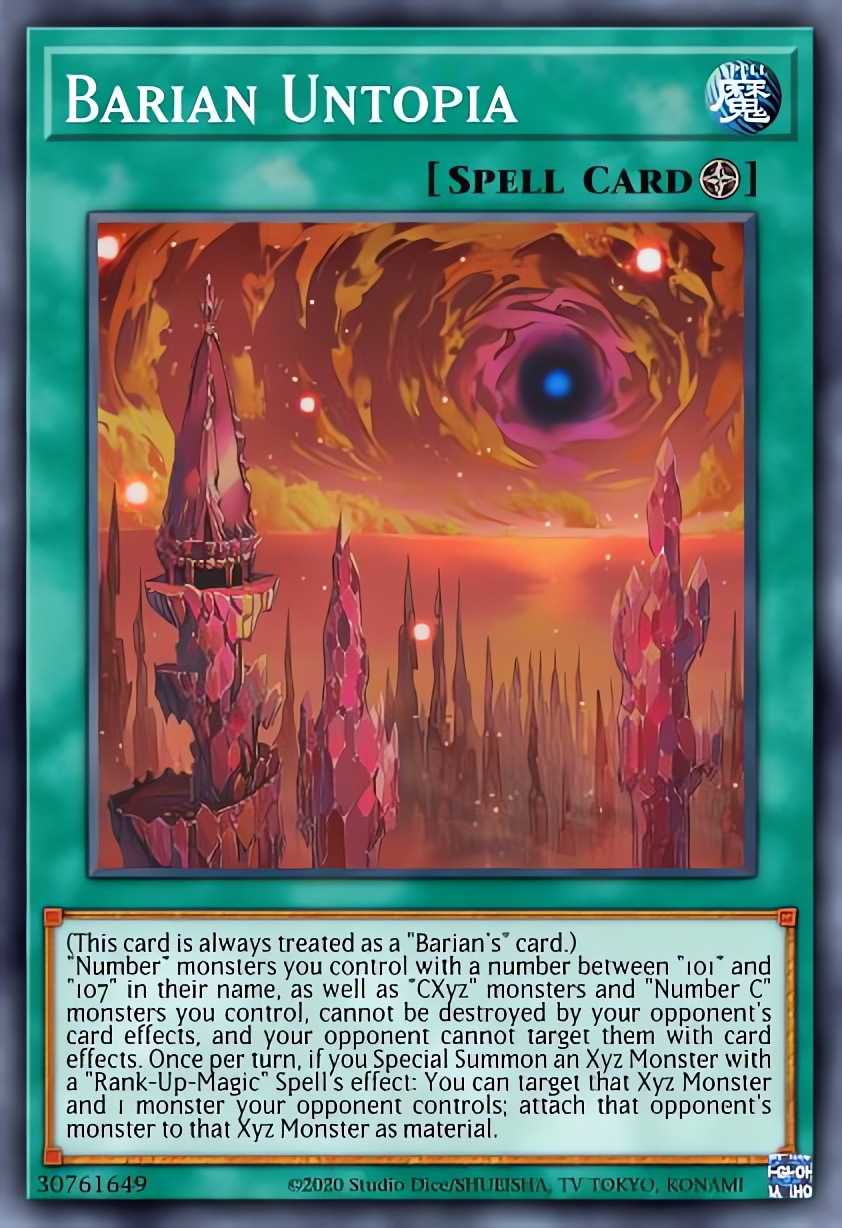 Barian Untopia
魔
[Spell Card]
(This card is always treated as a "Barian's" card.)
"Number" monsters you control with a number between "101" and
"107" in their name, as well as "CXyz" monsters and "Number C"
monsters you control, cannot be destroyed by your opponent's
card effects, and your opponent cannot target them with card
effects. Once per turn, if you Special Summon an Xyz Monster with
a "Rank-Up-Magic" Spell's effect: You can target that Xyz Monster
and 1 monster your opponent controls; attach that opponent's
monster to that Xyz Monster as material.
30761649 ©2020 Studio Dice/SHUEISHA, TV TOKYO, KONAMI